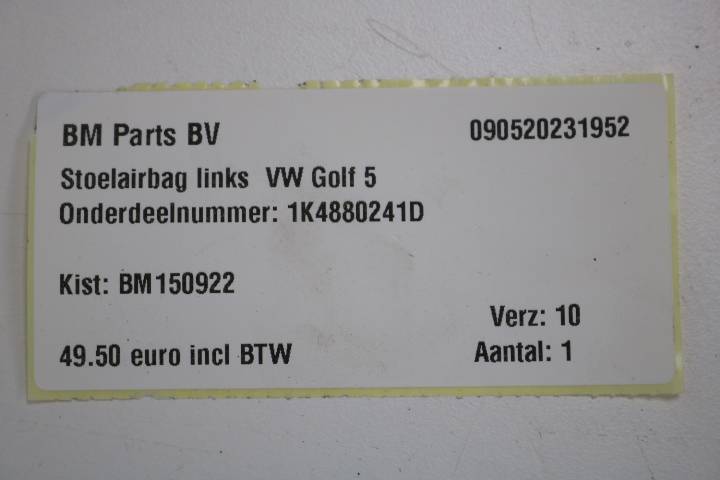 BM Parts BV 090520231952
Stoelairbag links VW Golf 5
Onderdeelnummer: 1K4880241D
Kist: BM150922
Verz: 10
49.50 euro incl BTW Aantal: 1